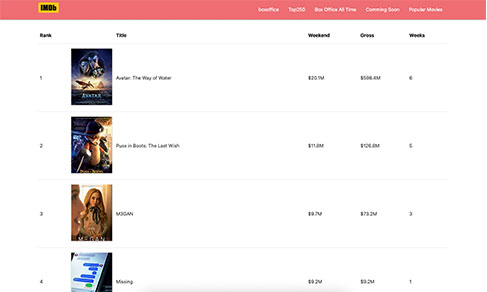 IMDb boxoffice Top250 Box Office All Time Comming Soon Popular Movies
Rank Title Weekend Gross Weeks
AVATAR
1 Avatar: The Way of Water $20.1M $598.4M 6
2 Puss in Boots: The Last Wish $11.8M $126.8M 5
M3GAN
3 M3GAN $9.7M $73.2M 3
4 Missing $9.2M $9.2M 1